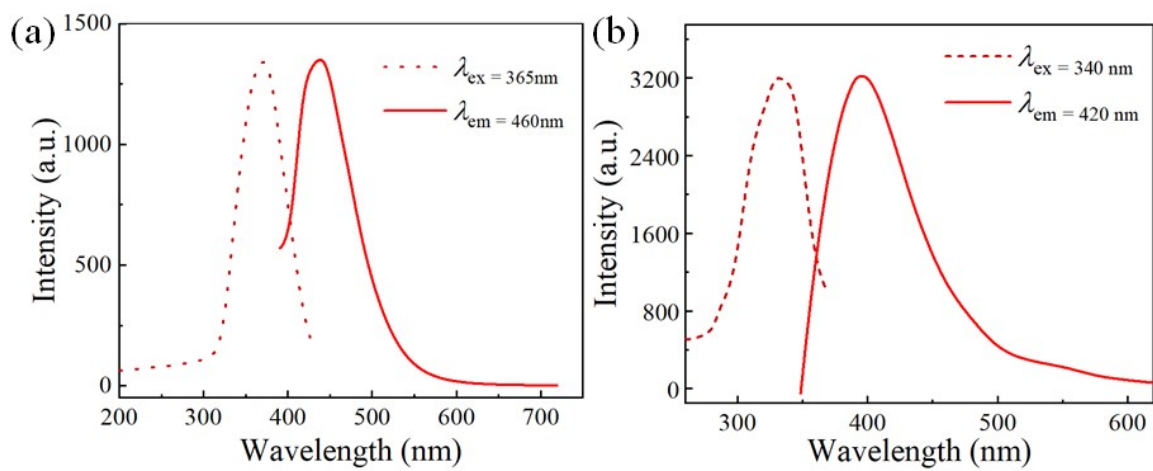 (a)
1500
1000
500
0
200
300
400
500
600
700
Intensity (a.u.)
Wavelength (nm)
λex = 365nm
λem = 460nm
(b)
3200
2400
1600
800
0
300
400
500
600
Intensity (a.u.)
Wavelength (nm)
λex = 340 nm
λem = 420 nm